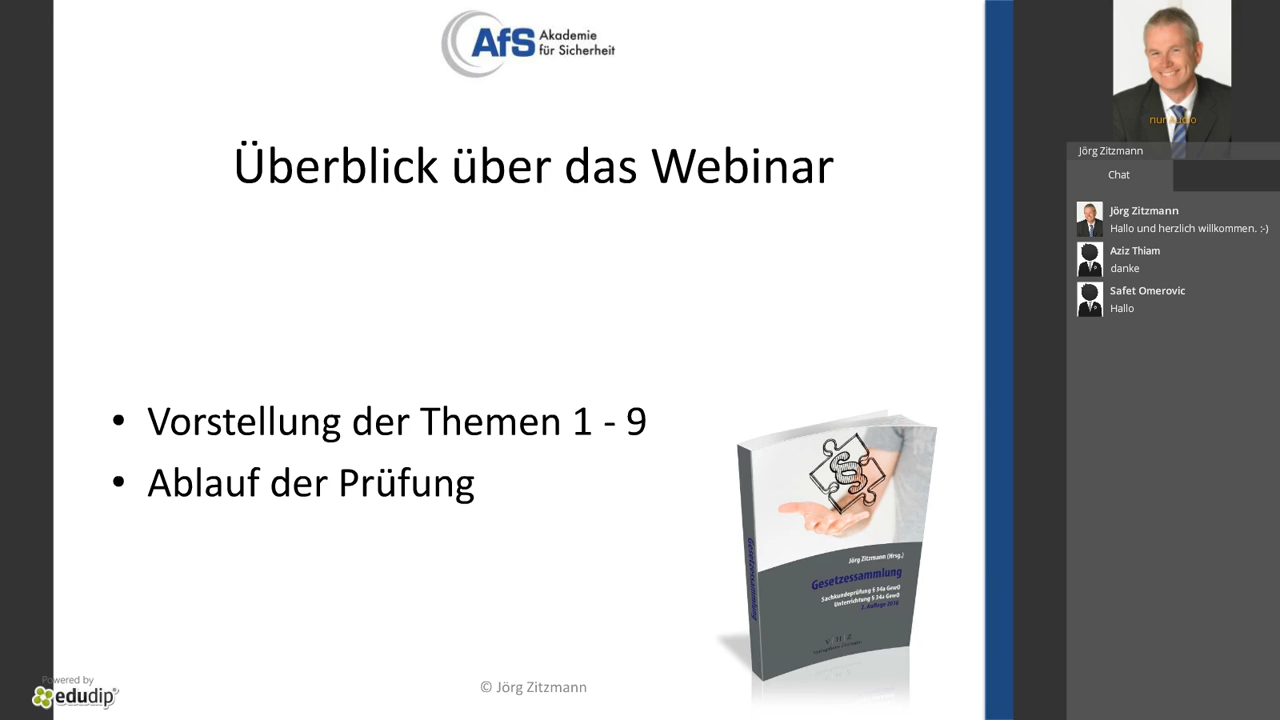 AfS Akademie
für Sicherheit
Überblick über das Webinar
• Vorstellung der Themen 1 - 9
• Ablauf der Prüfung
Gesetzessammlung
§
Jörg Zitzmann (Hrsg.)
Gesetzessammlung
Sachkundeprüfung § 34a GewO
Unterrichtung § 34a GewO
2. Auflage 2016
© Jörg Zitzmann
Powered by
edudip
nur Audio
Jörg Zitzmann
Chat
Jörg Zitzmann
Hallo und herzlich willkommen. :-)
Aziz Thiam
danke
Safet Omerovic
Hallo